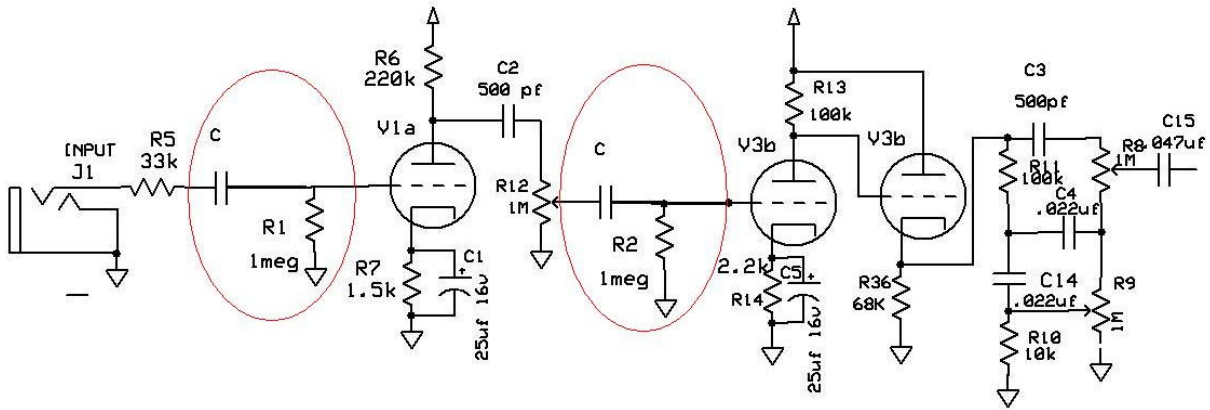 INPUT
J1
R5
33k
C
R1
1meg
R6
220k
V1a
R7
1.5k
C1
25uf 16v
C2
500 pf
R12
1M
C
R2
1meg
V3b
R13
100k
2.2k
R14
C5
25uf 16v
V3b
R36
68K
C3
500pf
R11
100k
C4
.022uf
C14
.022uf
R10
10k
R8
1M
R9
1M
C15
.047uf